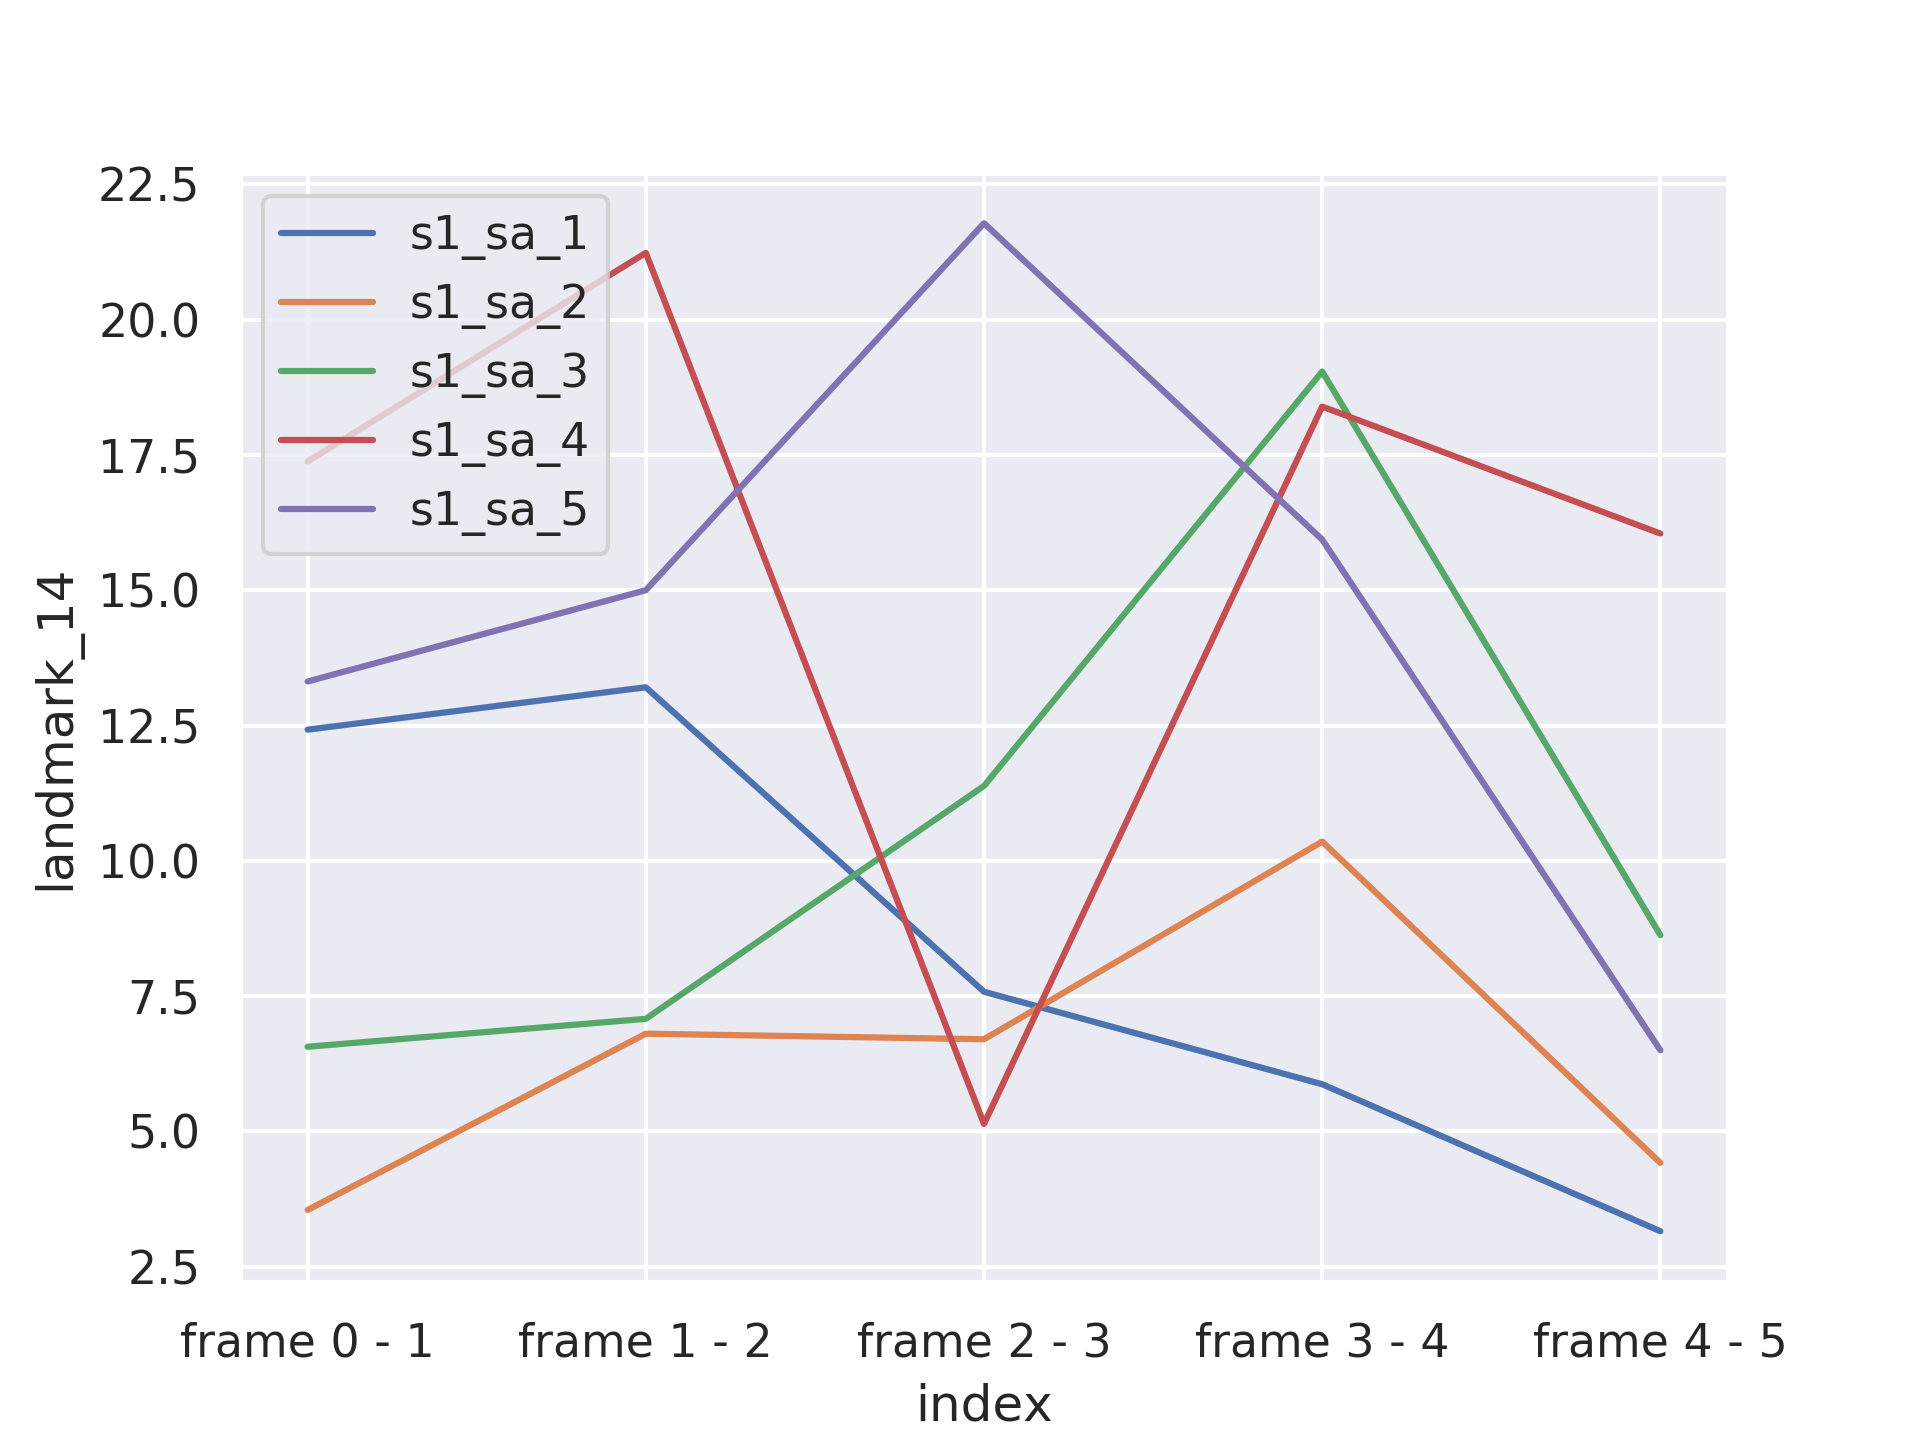 22.5
20.0
17.5
15.0
12.5
10.0
7.5
5.0
2.5
landmark_14
s1_sa_1
s1_sa_2
s1_sa_3
s1_sa_4
s1_sa_5
frame 0 - 1 frame 1 - 2 frame 2 - 3 frame 3 - 4 frame 4 - 5
index